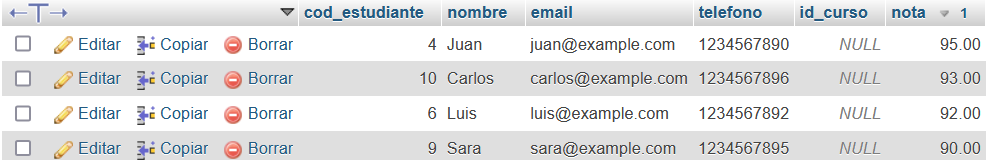 cod_estudiante nombre email telefono id_curso nota 1
Editar Copiar Borrar 4 Juan juan@example.com 1234567890 NULL 95.00
Editar Copiar Borrar 10 Carlos carlos@example.com 1234567896 NULL 93.00
Editar Copiar Borrar 6 Luis luis@example.com 1234567892 NULL 92.00
Editar Copiar Borrar 9 Sara sara@example.com 1234567895 NULL 90.00